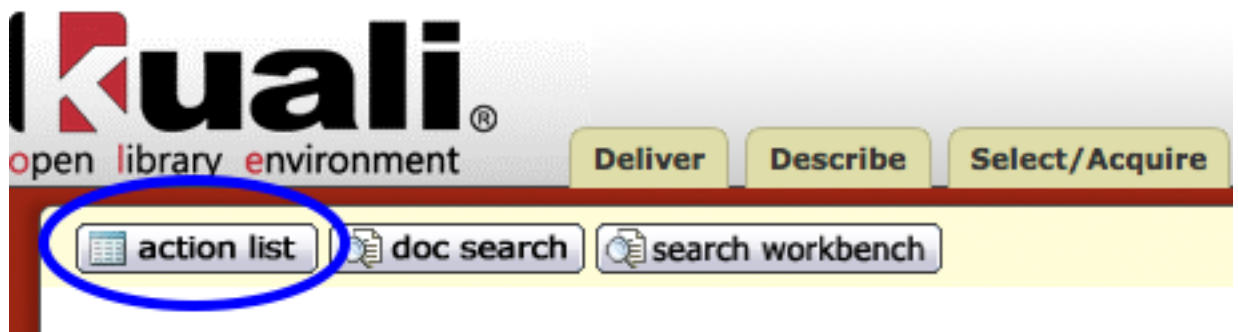 kuali®
open library environment
Deliver Describe Select/Acquire
action list doc search search workbench